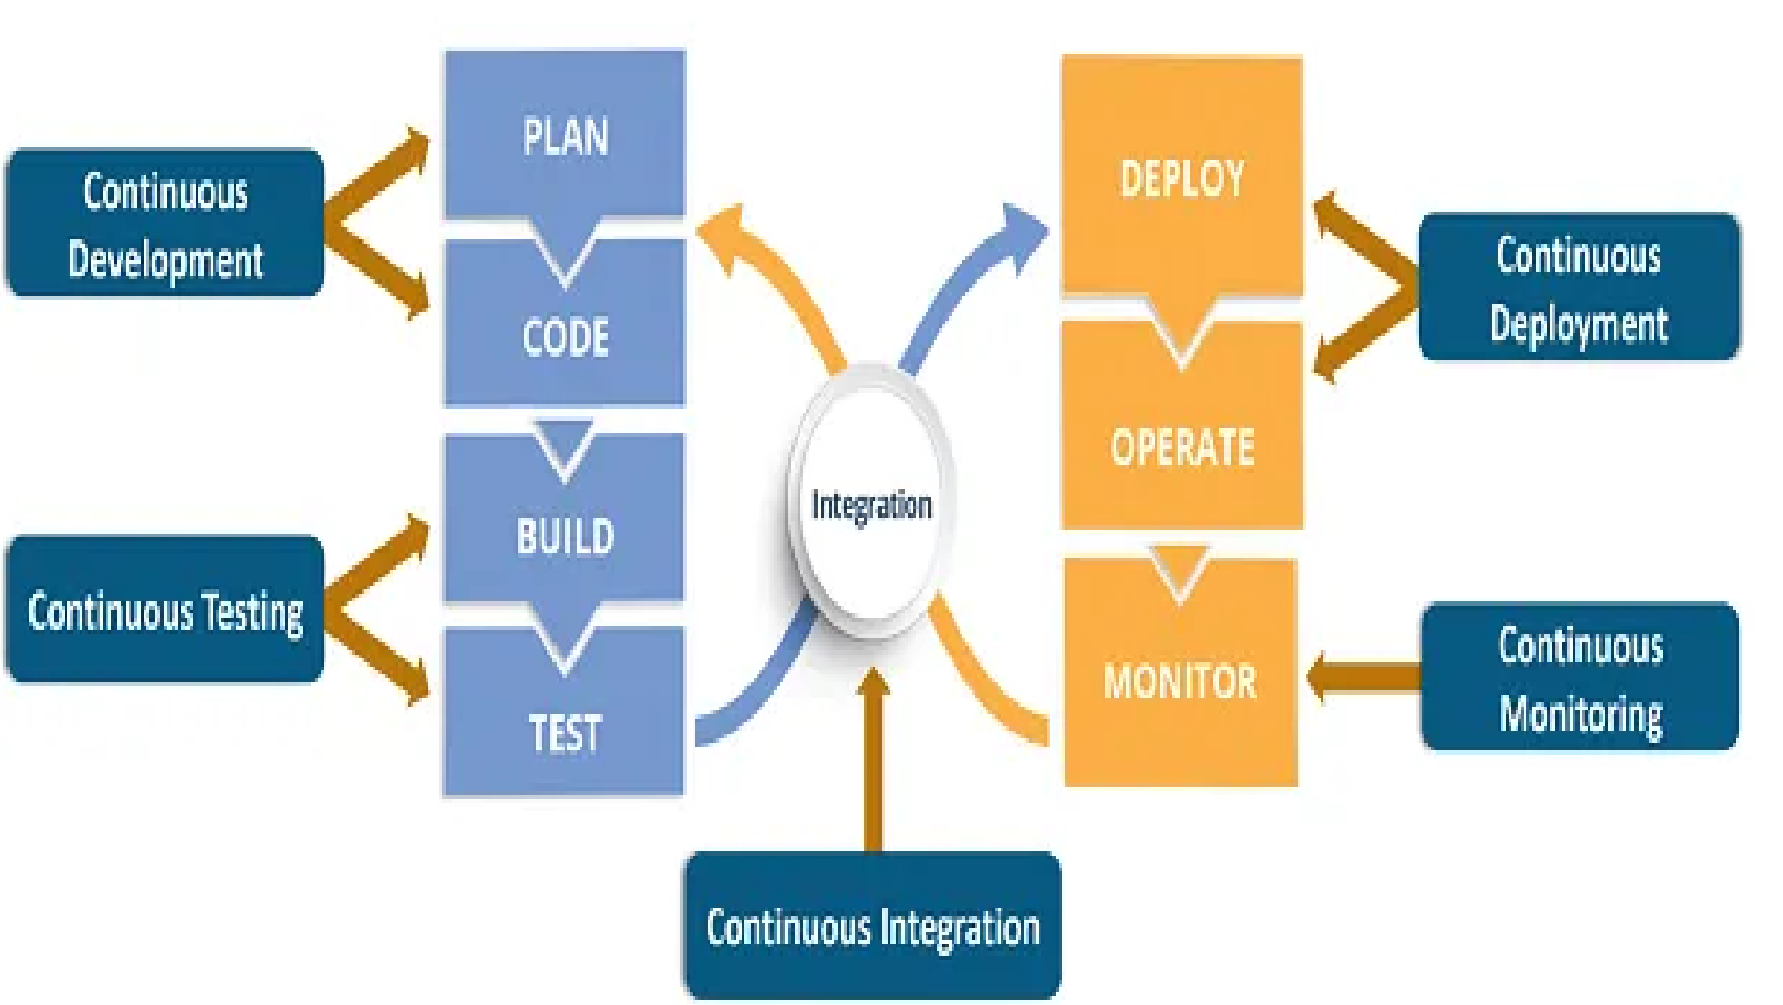 Continuous
Development
PLAN
CODE
Continuous Testing
BUILD
TEST
Integration
Continuous Integration
DEPLOY
OPERATE
MONITOR
Continuous
Deployment
Continuous
Monitoring